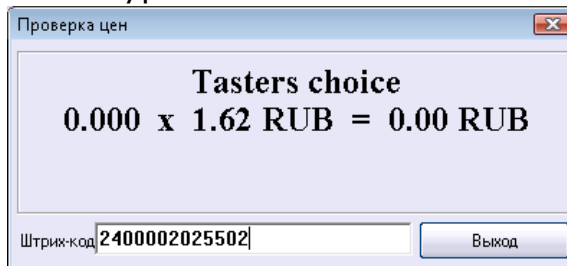 Проверка цен
Tasters choice
0.000 x 1.62 RUB = 0.00 RUB
Штрих-код 2400002025502
Выход